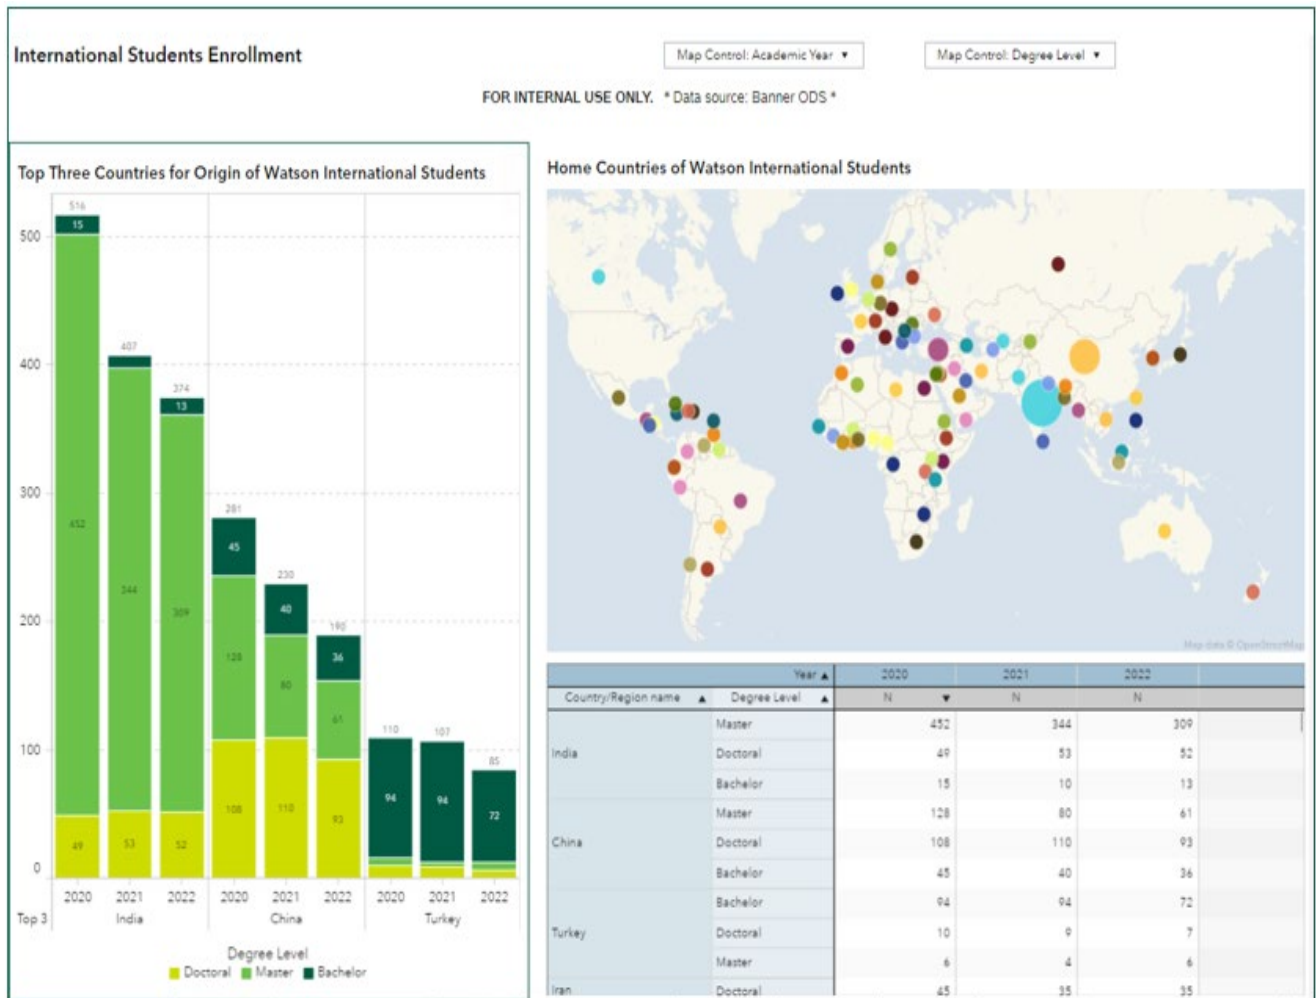 International Students Enrollment
Map Control: Academic Year ▼
Map Control: Degree Level ▼
FOR INTERNAL USE ONLY. * Data source: Banner ODS *
Top Three Countries for Origin of Watson International Students
516
15
500
407
400
374
13
300
452
281
45
344
309
230
40
200
128
190
36
80
61
100
110
107
85
108
110
93
94
94
72
49
53
52
0
2020 2021 2022 2020 2021 2022 2020 2021 2022
Top 3 India China Turkey
Degree Level
Doctoral Master Bachelor
Home Countries of Watson International Students
Map data © OpenStreetMap
Year ▲ 2020 2021 2022
Country/Region name ▲ Degree Level ▲ N ▼ N N
India Master 452 344 309
Doctoral 49 53 52
Bachelor 15 10 13
China Master 128 80 61
Doctoral 108 110 93
Bachelor 45 40 36
Turkey Bachelor 94 94 72
Doctoral 10 9 7
Master 6 4 6
Iran Doctoral 45 35 35